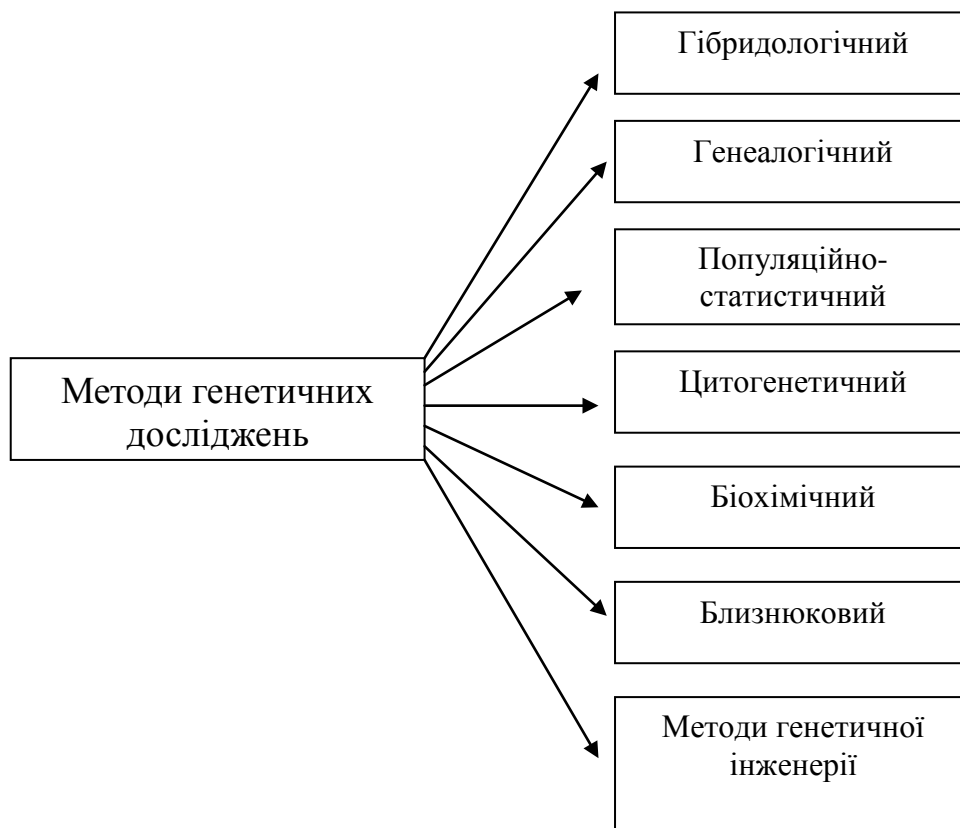 Методи генетичних
досліджень
Гібридологічний
Генеалогічний
Популяційно-
статистичний
Цитогенетичний
Біохімічний
Близнюковий
Методи генетичної
інженерії